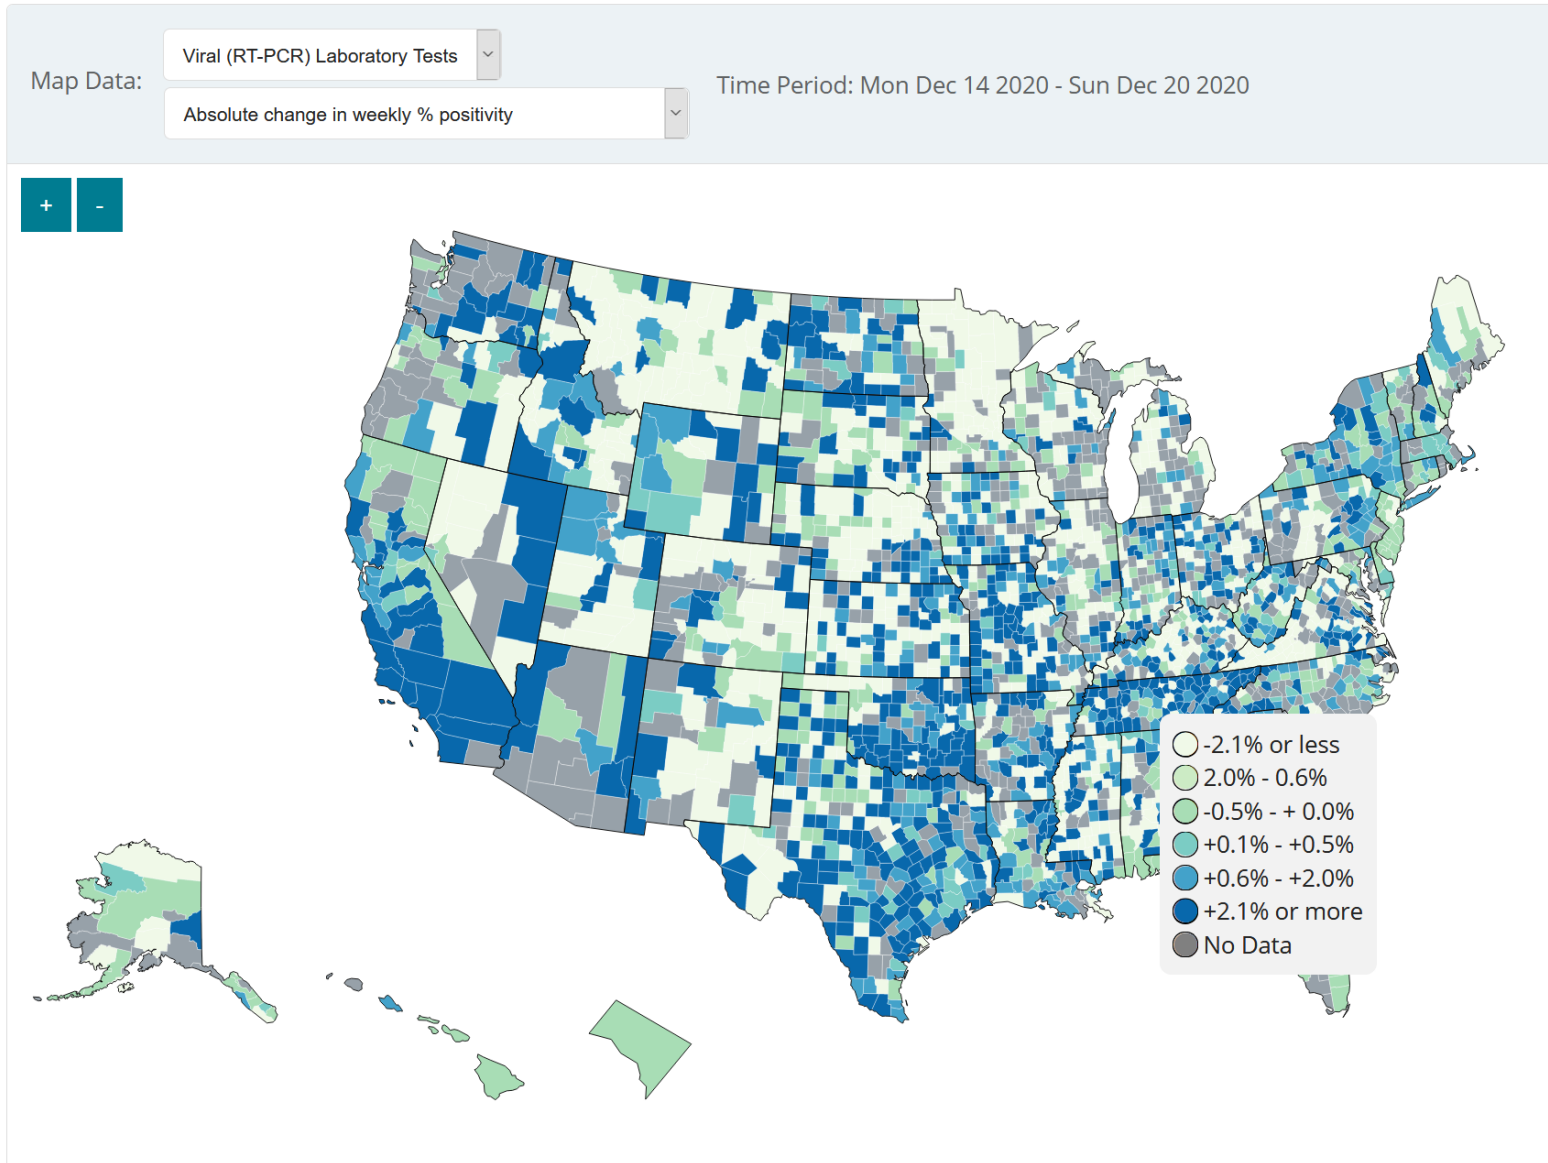 Map Data:
Viral (RT-PCR) Laboratory Tests
Absolute change in weekly % positivity
Time Period: Mon Dec 14 2020 - Sun Dec 20 2020
+
-
-2.1% or less
2.0% - 0.6%
-0.5% - + 0.0%
+0.1% - +0.5%
+0.6% - +2.0%
+2.1% or more
No Data